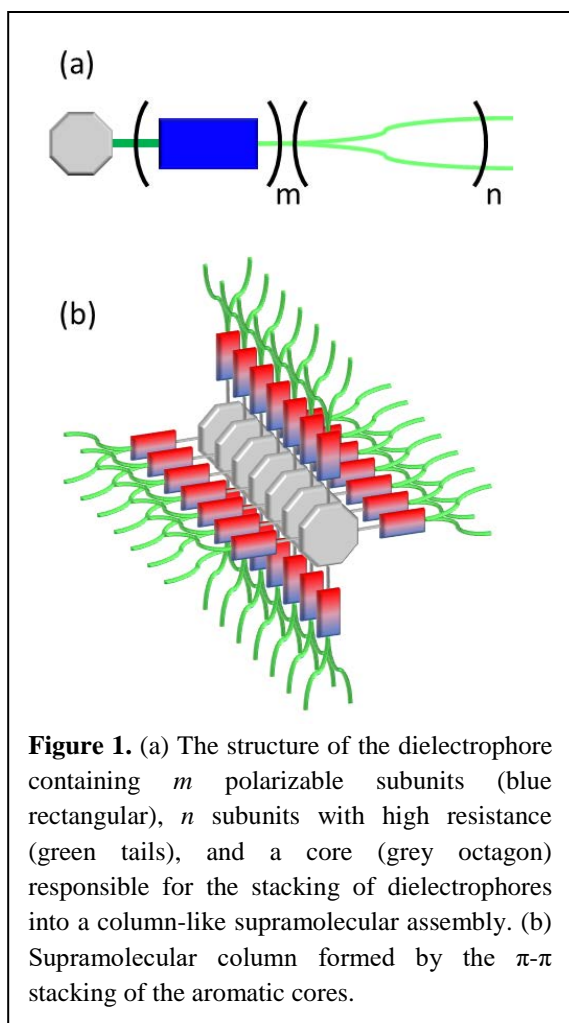 (a)
m
n
(b)
Figure 1. (a) The structure of the dielectrophore
containing m polarizable subunits (blue
rectangular), n subunits with high resistance
(green tails), and a core (grey octagon)
responsible for the stacking of dielectrophores
into a column-like supramolecular assembly. (b)
Supramolecular column formed by the π-π
stacking of the aromatic cores.